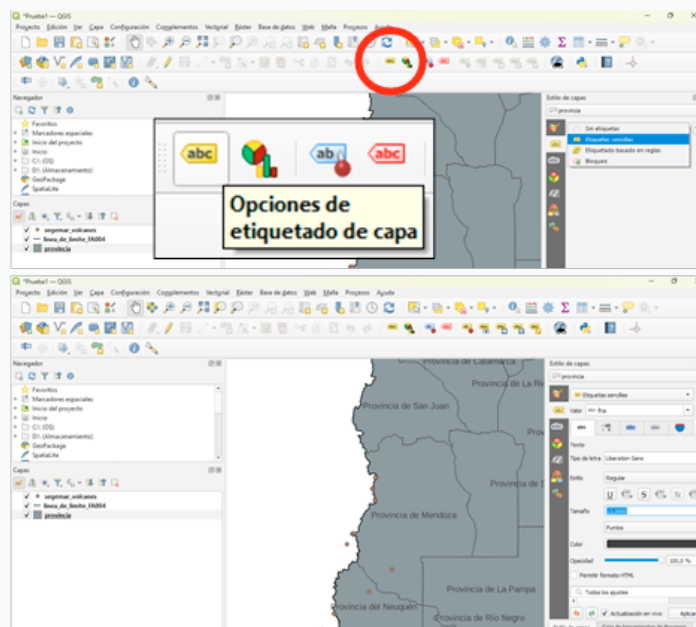 *Prueba1 — QGIS
Proyecto Edición Ver Capa Configuración Complementos Vectorial Ráster Base de datos Web Malla Procesos Ayuda
Navegador
Favoritos
Marcadores espaciales
Inicio del proyecto
Inicio
C:\ (OS)
D:\ (Almacenamiento)
GeoPackage
SpatiaLite
Capas
segemar_volcanes
linea_de_limite_FA004
provincia
abc
abc
Opciones de
etiquetado de capa
Estilo de capas
provincia
Sin etiquetas
Etiquetas sencillas
Etiquetado basado en reglas
Bloqueo
*Prueba1 — QGIS
Proyecto Edición Ver Capa Configuración Complementos Vectorial Ráster Base de datos Web Malla Procesos Ayuda
Navegador
Favoritos
Marcadores espaciales
Inicio del proyecto
Inicio
C:\ (OS)
D:\ (Almacenamiento)
GeoPackage
SpatiaLite
Capas
segemar_volcanes
linea_de_limite_FA004
provincia
Provincia de Catamarca
Provincia de La Rio
Provincia de San Juan
Prov
Provincia de S
Provincia de Mendoza
Provincia de La Pampa
Provincia del Neuquén
Provincia de Río Negro
Estilo de capas
provincia
Etiquetas sencillas
Valor abc fna
Texto
Tipo de letra Liberation Sans
Estilo Regular
Tamaño
Puntos
Color
Opacidad 100,0 %
Permitir formato HTML
Todos los ajustes
Actualización en vivo Aplicar